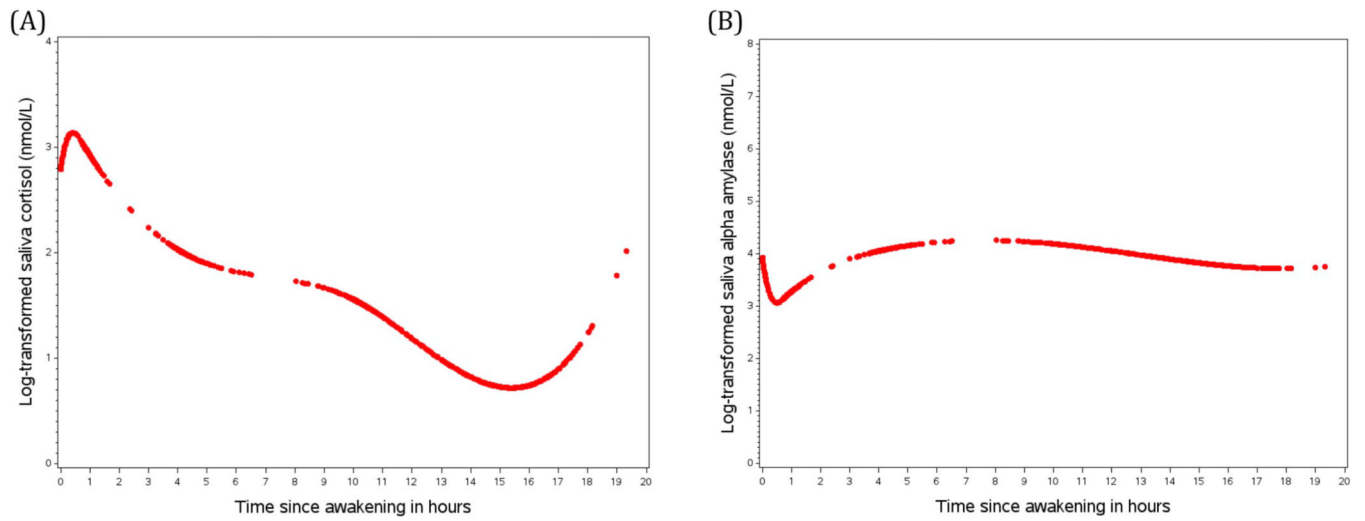 (A)
Log-transformed saliva cortisol (nmol/L)
4
3
2
1
0
0 1 2 3 4 5 6 7 8 9 10 11 12 13 14 15 16 17 18 19 20
Time since awakening in hours
(B)
Log-transformed saliva alpha amylase (nmol/L)
8
7
6
5
4
3
2
1
0
0 1 2 3 4 5 6 7 8 9 10 11 12 13 14 15 16 17 18 19 20
Time since awakening in hours